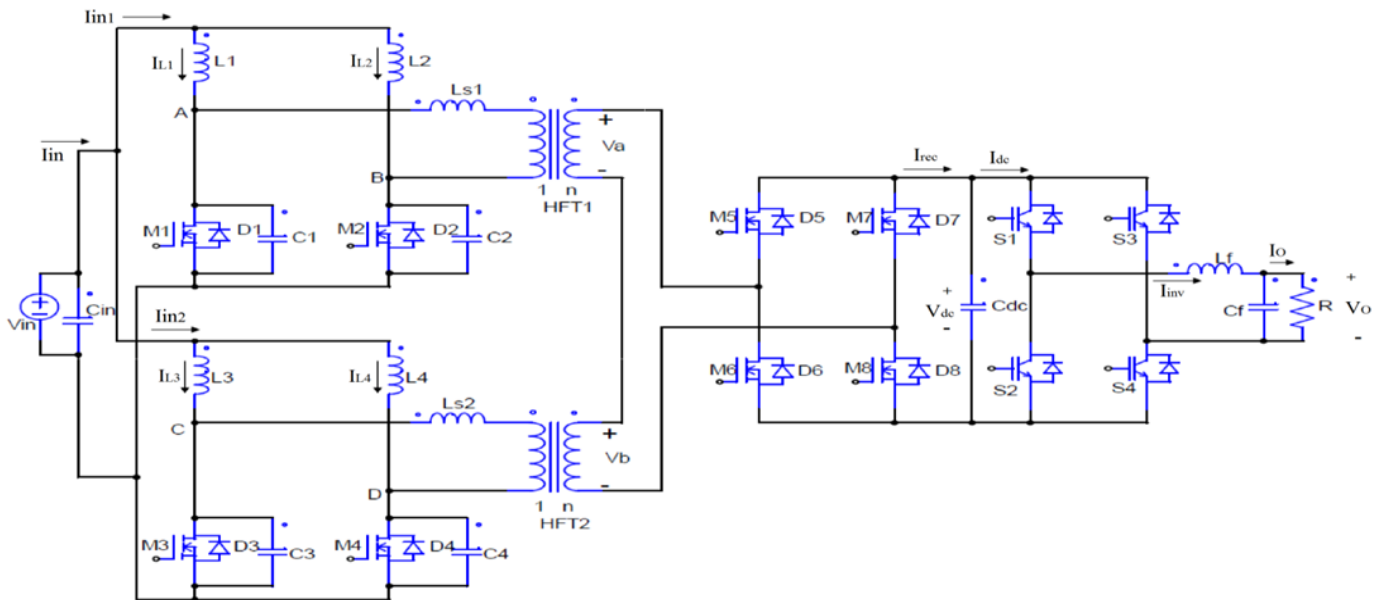 Iin1
IL1 L1 IL2 L2
Ls1
A
Va
+
-
Iin
B
1 n
HFT1
Irec Idc
M1 D1 C1 M2 D2 C2
M5 D5 M7 D7
S1 S3
Lf IO
Iinv
Vin Cin
+
Vdc
-
Cdc
Cf R
+
VO
-
Iin2
IL3 L3 IL4 L4
M6 D6 M8 D8
S2 S4
Ls2
C
+
Vb
-
D
1 n
HFT2
M3 D3 C3 M4 D4 C4